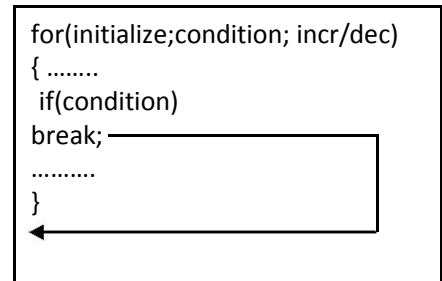 for(initialize;condition; incr/dec)
{ ........
if(condition)
break;
..........
}